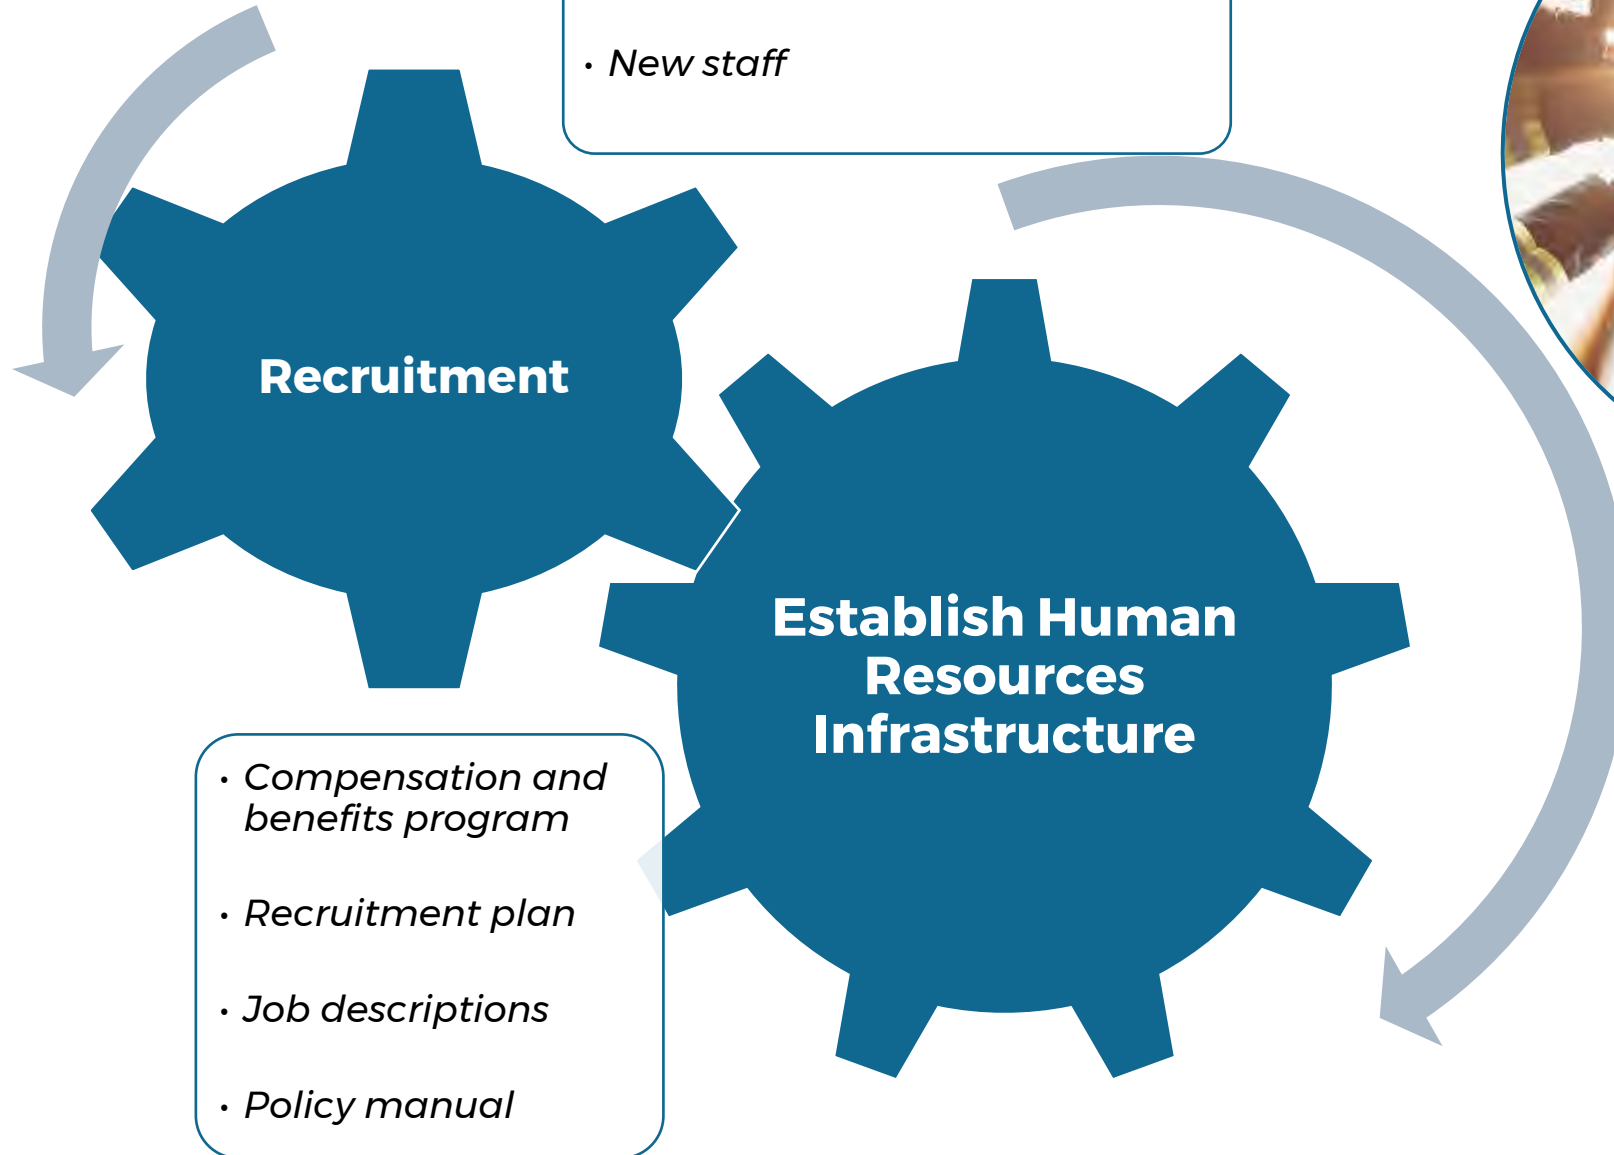 • New staff
Recruitment
Establish Human
Resources
Infrastructure
• Compensation and
benefits program
• Recruitment plan
• Job descriptions
• Policy manual